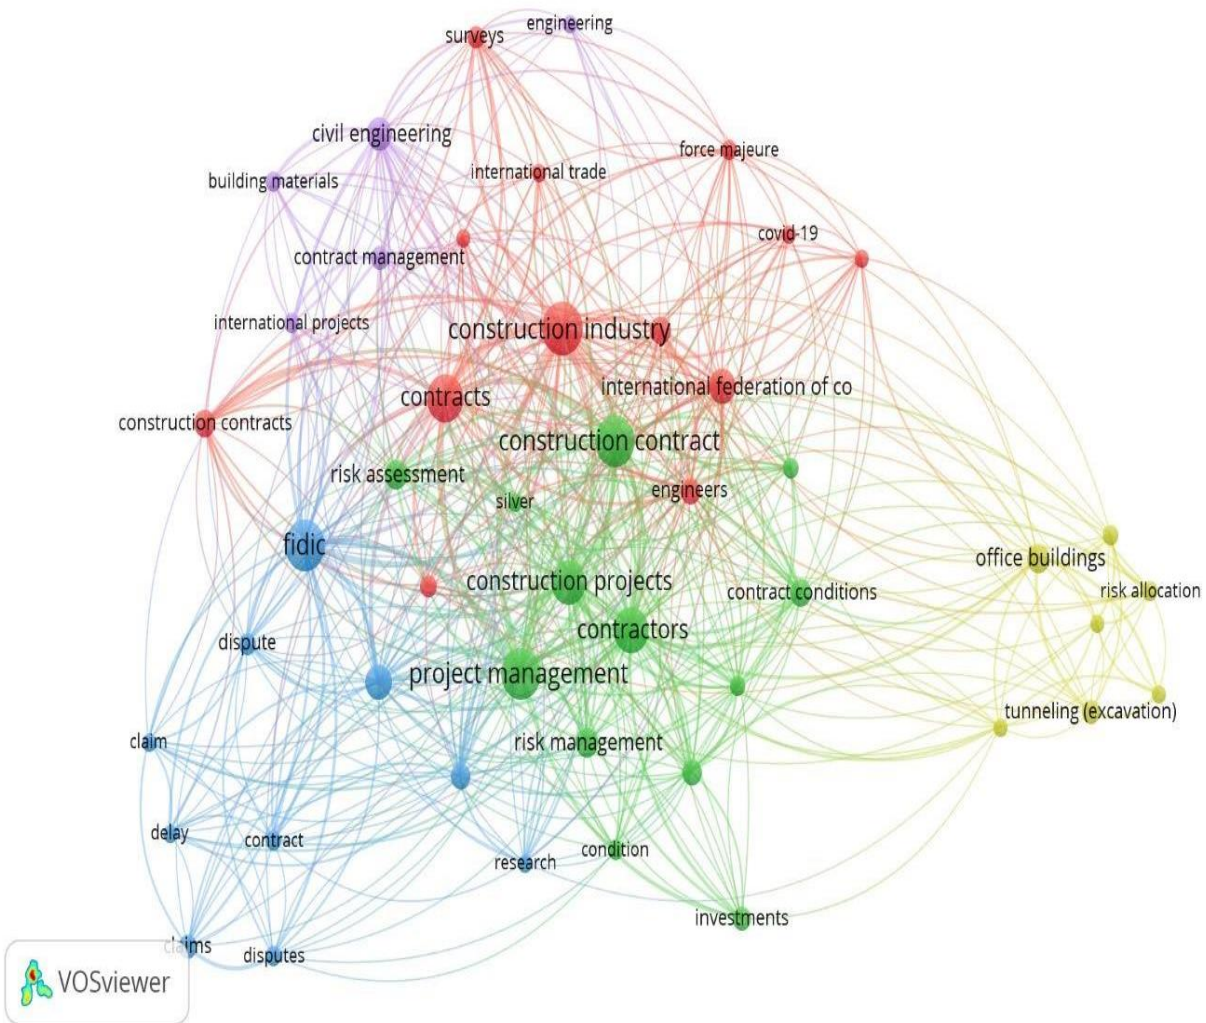 engineering
surveys
civil engineering
force majeure
international trade
building materials
covid-19
contract management
international projects
construction industry
international federation of co
contracts
construction contracts
construction contract
risk assessment
engineers
silver
fidic
office buildings
construction projects
contract conditions
risk allocation
contractors
dispute
project management
tunneling (excavation)
claim
risk management
delay
contract
condition
research
investments
claims
disputes
VOSviewer